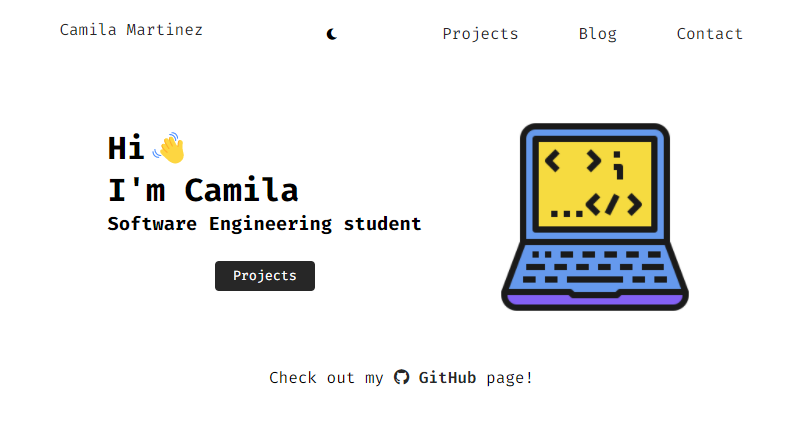 Camila Martinez
Projects
Blog
Contact
Hi 👋
I'm Camila
Software Engineering student
< > ;
...</>
Projects
Check out my GitHub page!